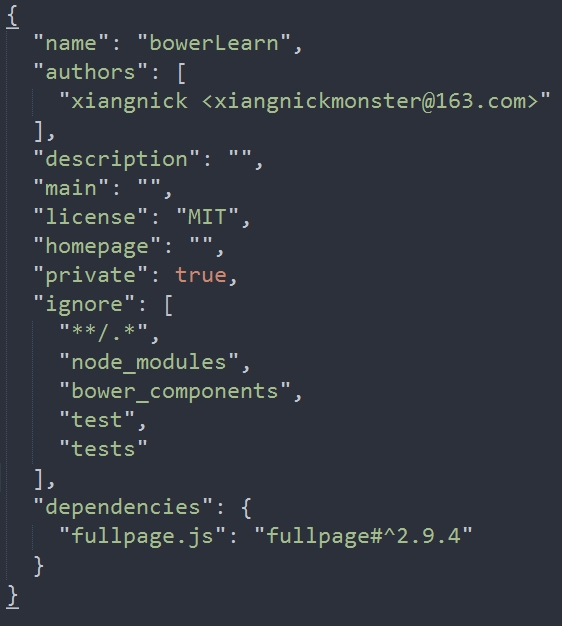 {
  "name": "bowerLearn",
  "authors": [
    "xiangnick <xiangnickmonster@163.com>"
  ],
  "description": "",
  "main": "",
  "license": "MIT",
  "homepage": "",
  "private": true,
  "ignore": [
    "**/.*",
    "node_modules",
    "bower_components",
    "test",
    "tests"
  ],
  "dependencies": {
    "fullpage.js": "fullpage#^2.9.4"
  }
}